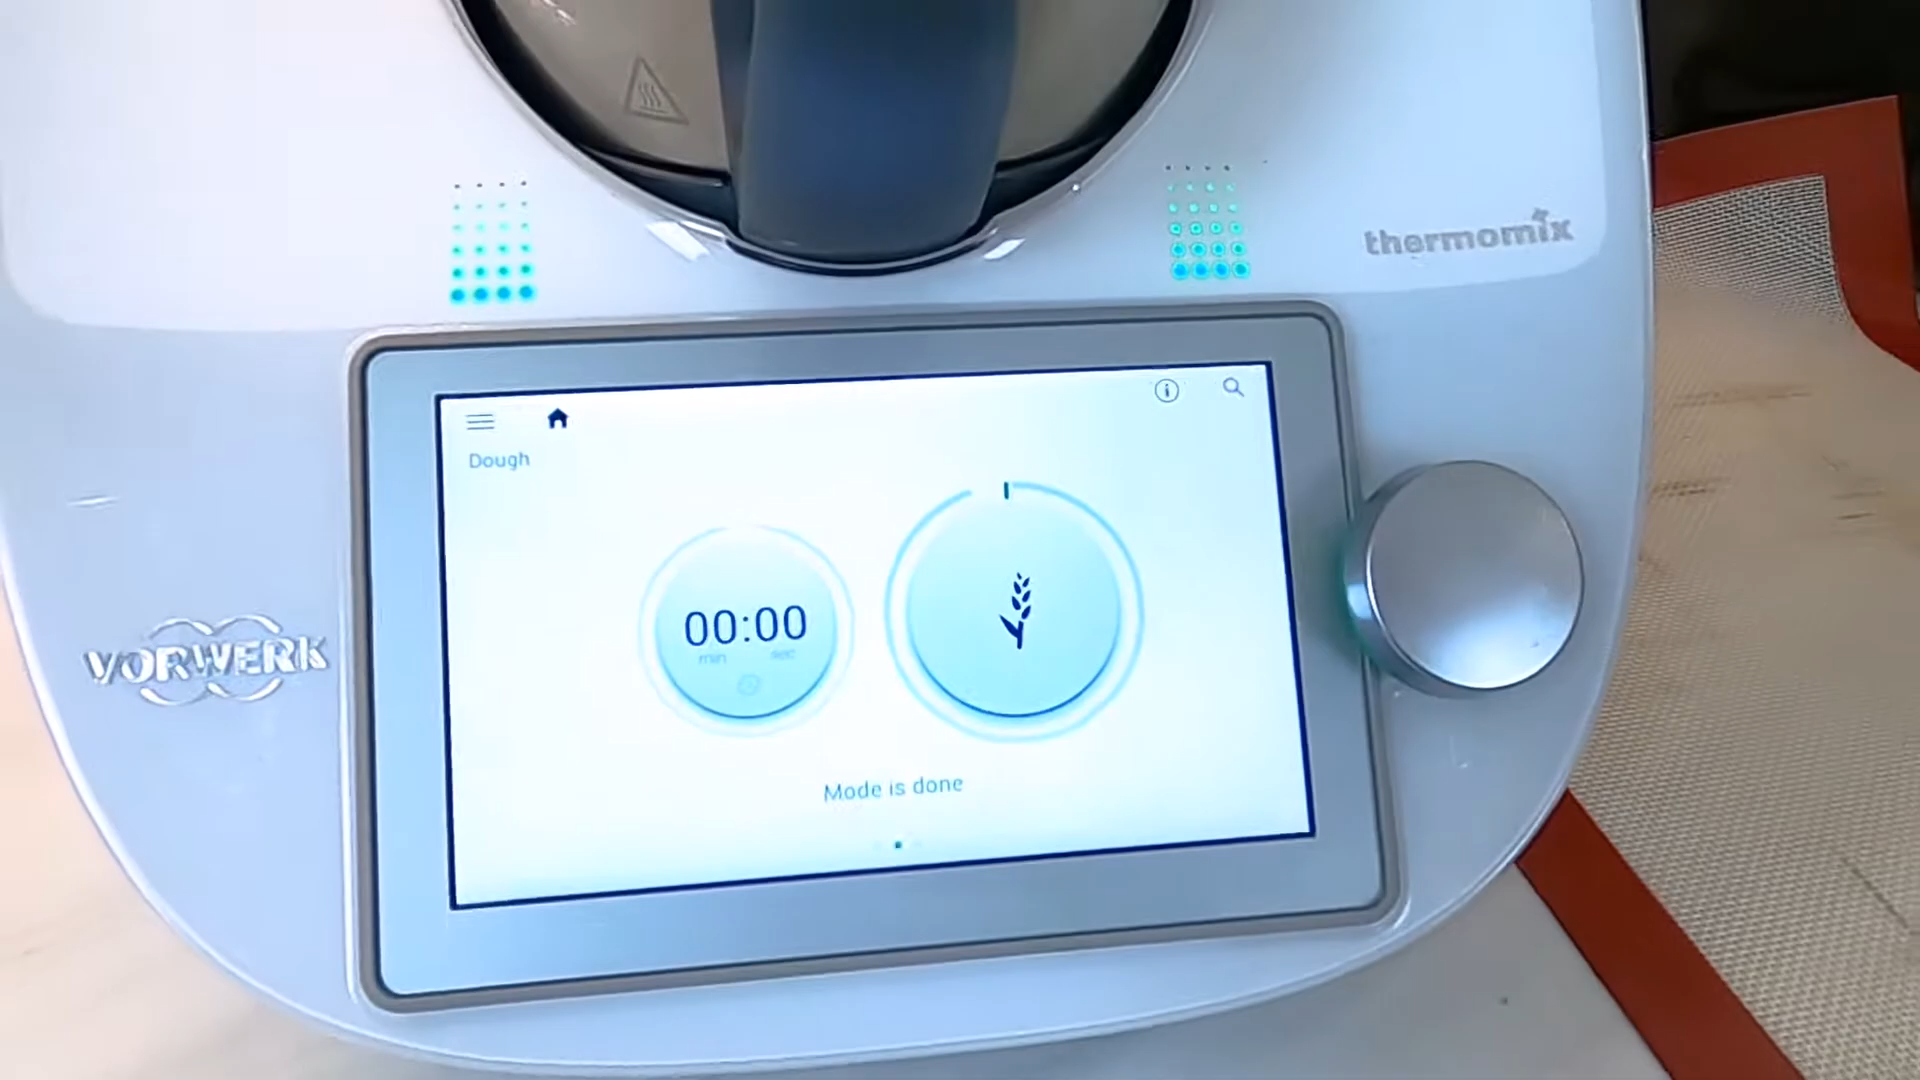 thermomix
Dough
00:00
min sec
VORWERK
Mode is done